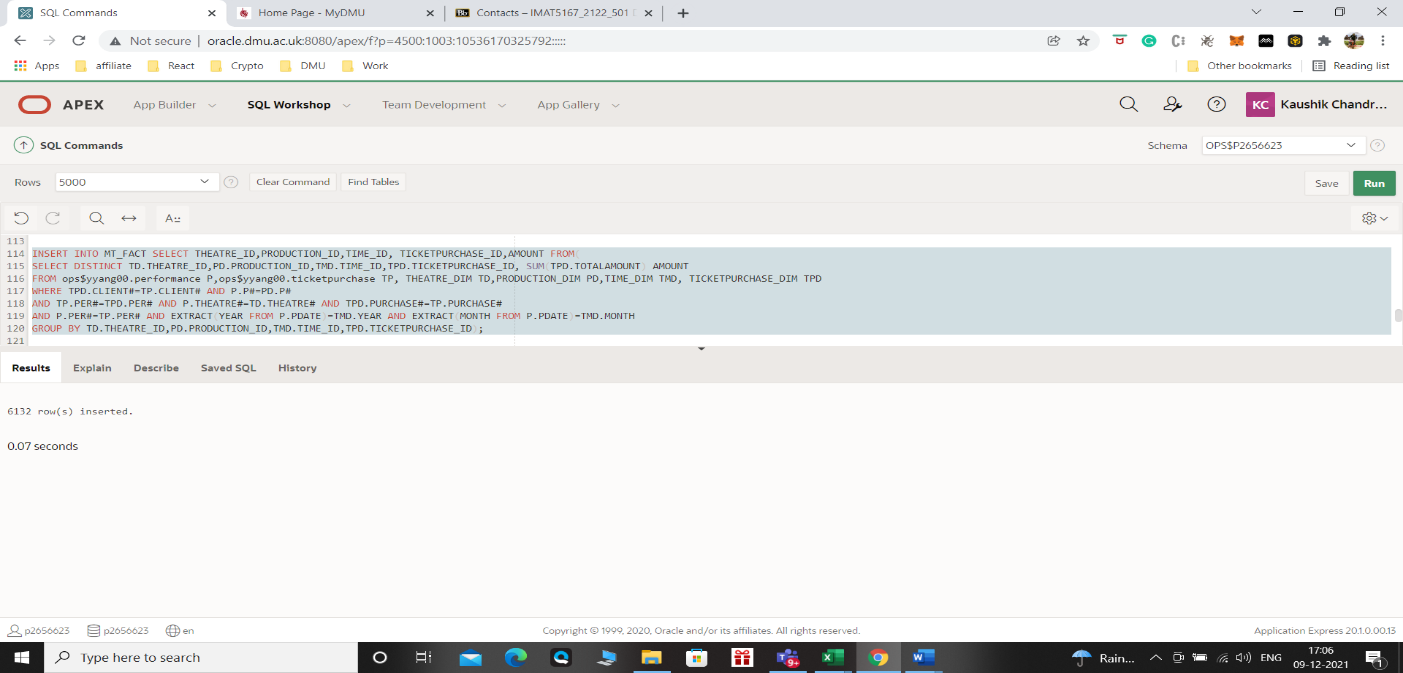 SQL Commands
Home Page - MyDMU
Contacts – IMAT5167_2122_501
Not secure | oracle.dmu.ac.uk:8080/apex/f?p=4500:1003:10536170325792:::::
Apps affiliate React Crypto DMU Work Other bookmarks Reading list
APEX App Builder SQL Workshop Team Development App Gallery KC Kaushik Chandr...
SQL Commands Schema OPS$P2656623
Rows 5000 Clear Command Find Tables Save Run
113
114 INSERT INTO MT_FACT SELECT THEATRE_ID,PRODUCTION_ID,TIME_ID, TICKETPURCHASE_ID,AMOUNT FROM(
115 SELECT DISTINCT TD.THEATRE_ID,PD.PRODUCTION_ID,TMD.TIME_ID,TPD.TICKETPURCHASE_ID, SUM(TPD.TOTALAMOUNT) AMOUNT
116 FROM ops$yyang00.performance P,ops$yyang00.ticketpurchase TP, THEATRE_DIM TD,PRODUCTION_DIM PD,TIME_DIM TMD, TICKETPURCHASE_DIM TPD
117 WHERE TPD.CLIENT#=TP.CLIENT# AND P.P#=PD.P#
118 AND TP.PER#=TPD.PER# AND P.THEATRE#=TD.THEATRE# AND TPD.PURCHASE#=TP.PURCHASE#
119 AND P.PER#=TP.PER# AND EXTRACT(YEAR FROM P.PDATE)=TMD.YEAR AND EXTRACT(MONTH FROM P.PDATE)=TMD.MONTH
120 GROUP BY TD.THEATRE_ID,PD.PRODUCTION_ID,TMD.TIME_ID,TPD.TICKETPURCHASE_ID);
121
Results Explain Describe Saved SQL History
6132 row(s) inserted.
0.07 seconds
p2656623 p2656623 en Copyright © 1999, 2020, Oracle and/or its affiliates. All rights reserved. Application Express 20.1.0.00.13
Type here to search Rain... ENG 17:06
09-12-2021